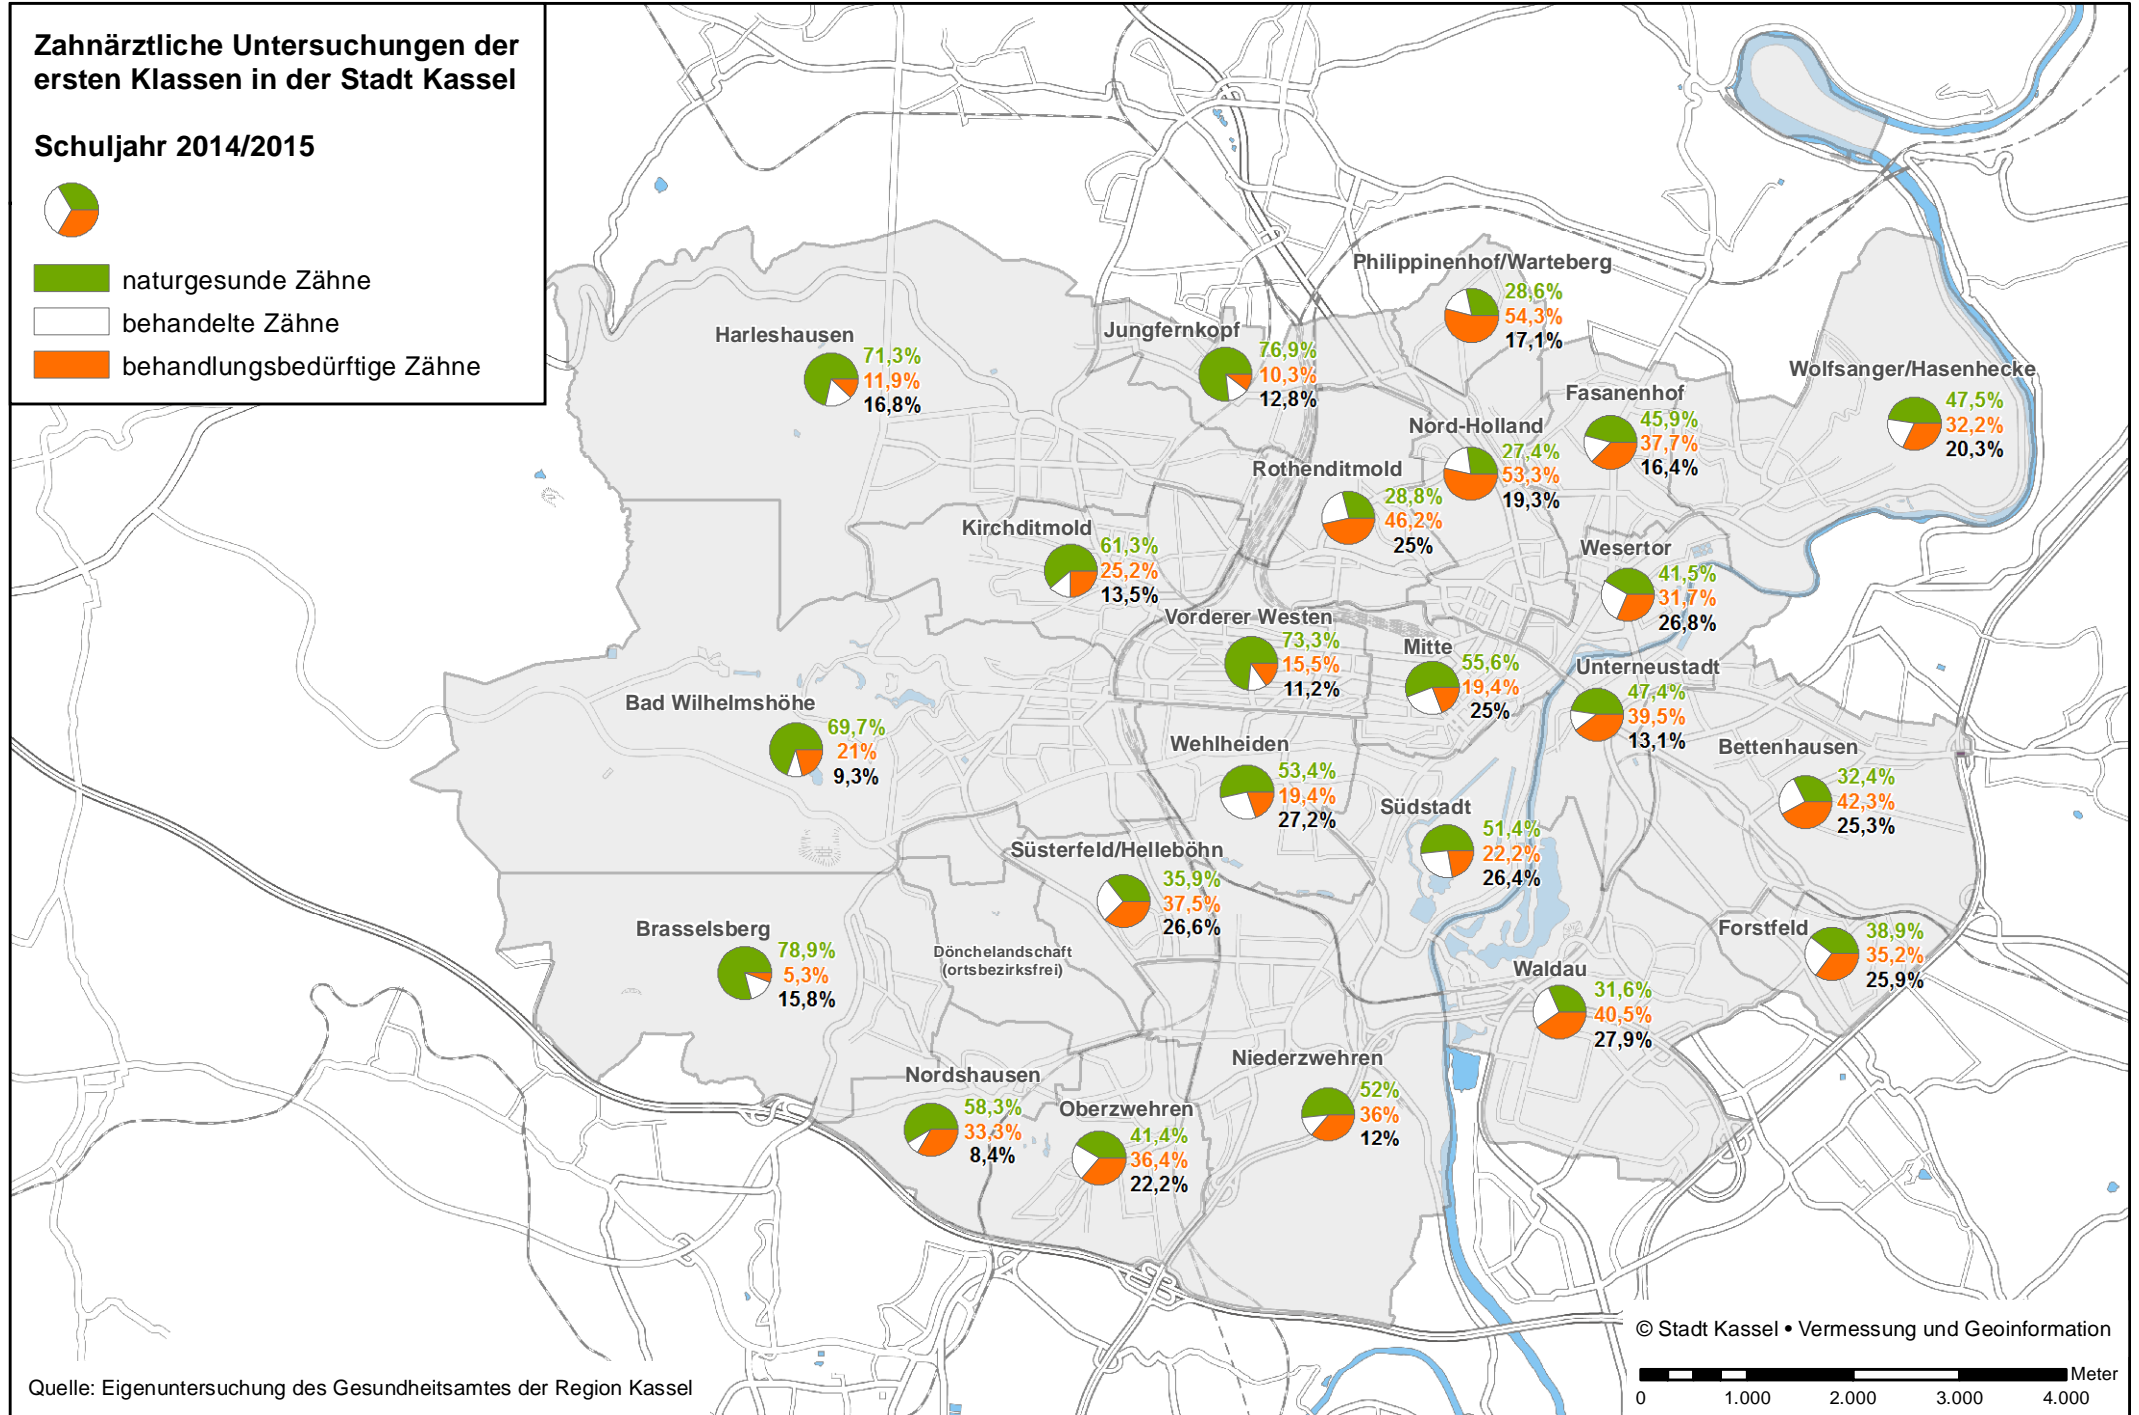 Zahnärztliche Untersuchungen der
ersten Klassen in der Stadt Kassel
Schuljahr 2014/2015
naturgesunde Zähne
behandelte Zähne
behandlungsbedürftige Zähne
Philippinenhof/Warteberg
28,6%
54,3%
17,1%
Harleshausen
71,3%
11,9%
16,8%
Jungfernkopf
76,9%
10,3%
12,8%
Wolfsanger/Hasenhecke
47,5%
32,2%
20,3%
Fasanenhof
45,9%
37,7%
16,4%
Nord-Holland
27,4%
53,3%
19,3%
Rothenditmold
28,8%
46,2%
25%
Kirchditmold
61,3%
25,2%
13,5%
Wesertor
41,5%
31,7%
26,8%
Vorderer Westen
73,3%
15,5%
11,2%
Mitte
55,6%
19,4%
25%
Unterneustadt
47,4%
39,5%
13,1%
Bad Wilhelmshöhe
69,7%
21%
9,3%
Wehlheiden
53,4%
19,4%
27,2%
Bettenhausen
32,4%
42,3%
25,3%
Südstadt
51,4%
22,2%
26,4%
Süsterfeld/Helleböhn
35,9%
37,5%
26,6%
Brasselsberg
78,9%
5,3%
15,8%
Dönchelandschaft
(ortsbezirksfrei)
Forstfeld
38,9%
35,2%
25,9%
Waldau
31,6%
40,5%
27,9%
Niederzwehren
52%
36%
12%
Nordshausen
58,3%
33,3%
8,4%
Oberzwehren
41,4%
36,4%
22,2%
© Stadt Kassel • Vermessung und Geoinformation
Meter
0 1.000 2.000 3.000 4.000
Quelle: Eigenuntersuchung des Gesundheitsamtes der Region Kassel